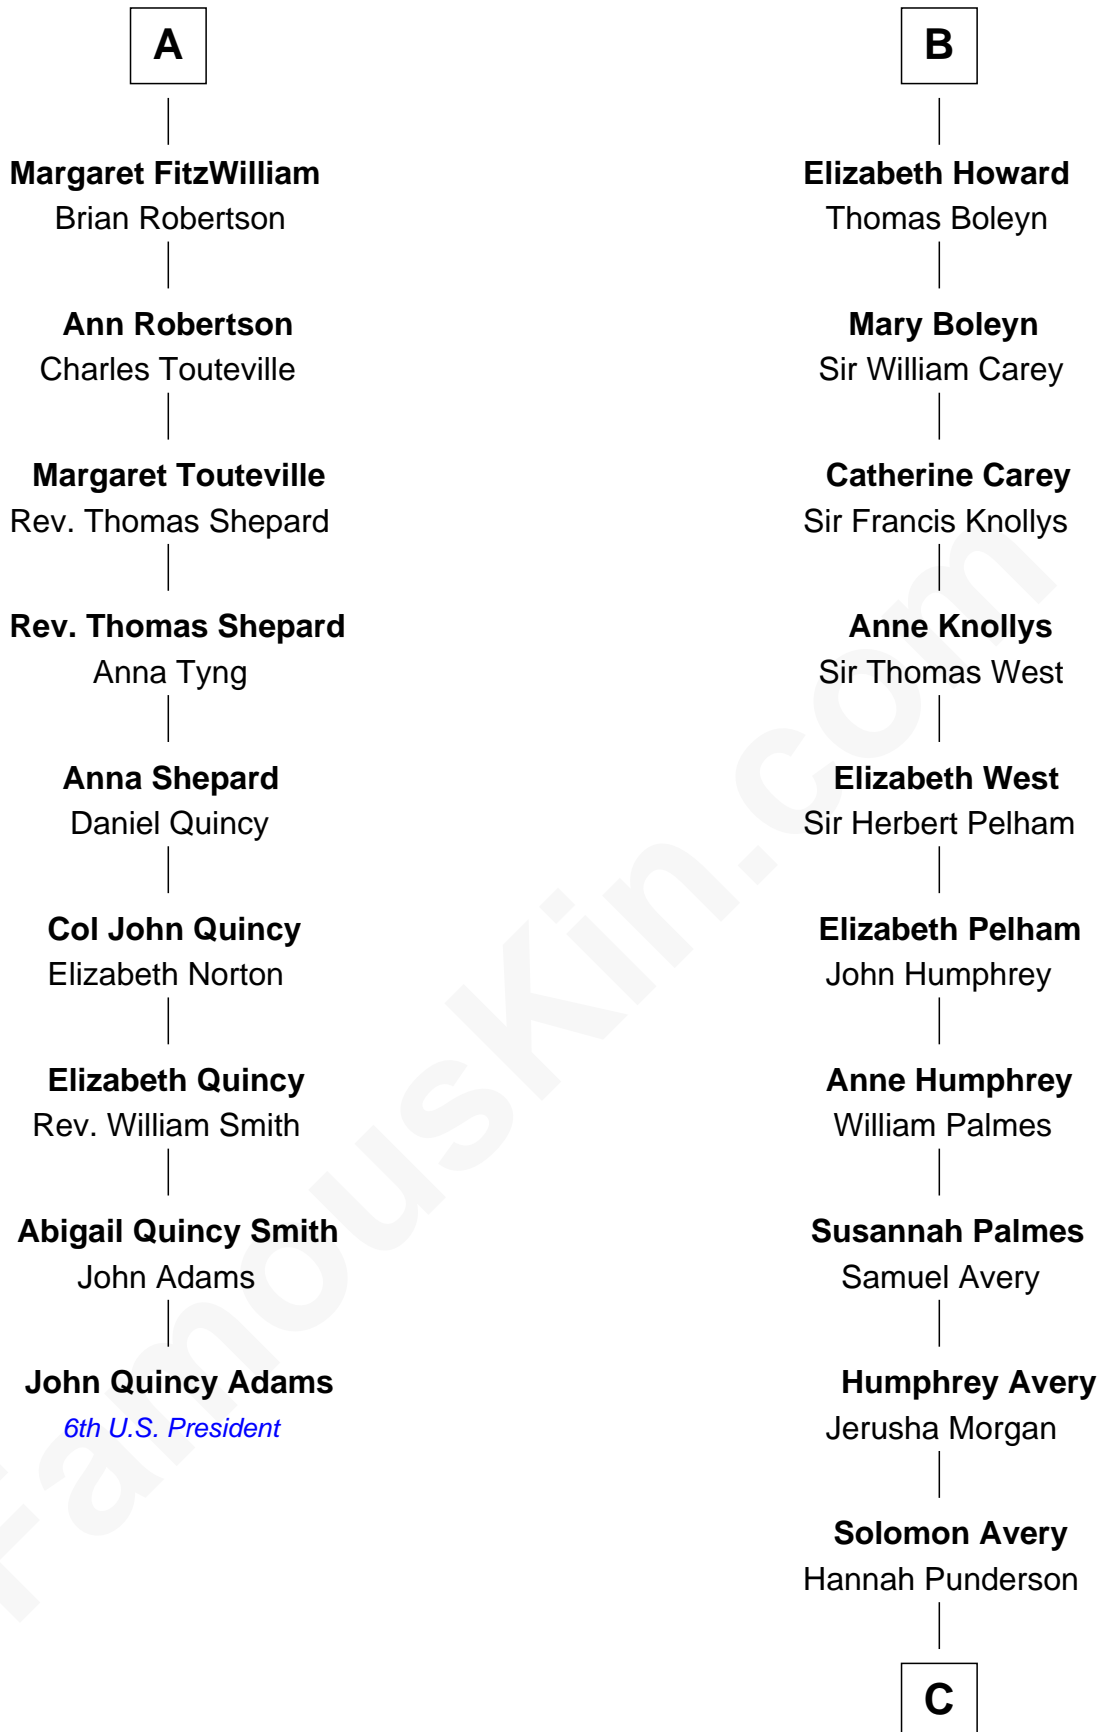 A
Margaret FitzWilliam
Brian Robertson
Ann Robertson
Charles Touteville
Margaret Touteville
Rev. Thomas Shepard
Rev. Thomas Shepard
Anna Tyng
Anna Shepard
Daniel Quincy
Col John Quincy
Elizabeth Norton
Elizabeth Quincy
Rev. William Smith
Abigail Quincy Smith
John Adams
John Quincy Adams
6th U.S. President
B
Elizabeth Howard
Thomas Boleyn
Mary Boleyn
Sir William Carey
Catherine Carey
Sir Francis Knollys
Anne Knollys
Sir Thomas West
Elizabeth West
Sir Herbert Pelham
Elizabeth Pelham
John Humphrey
Anne Humphrey
William Palmes
Susannah Palmes
Samuel Avery
Humphrey Avery
Jerusha Morgan
Solomon Avery
Hannah Punderson
C
FamousKin.com